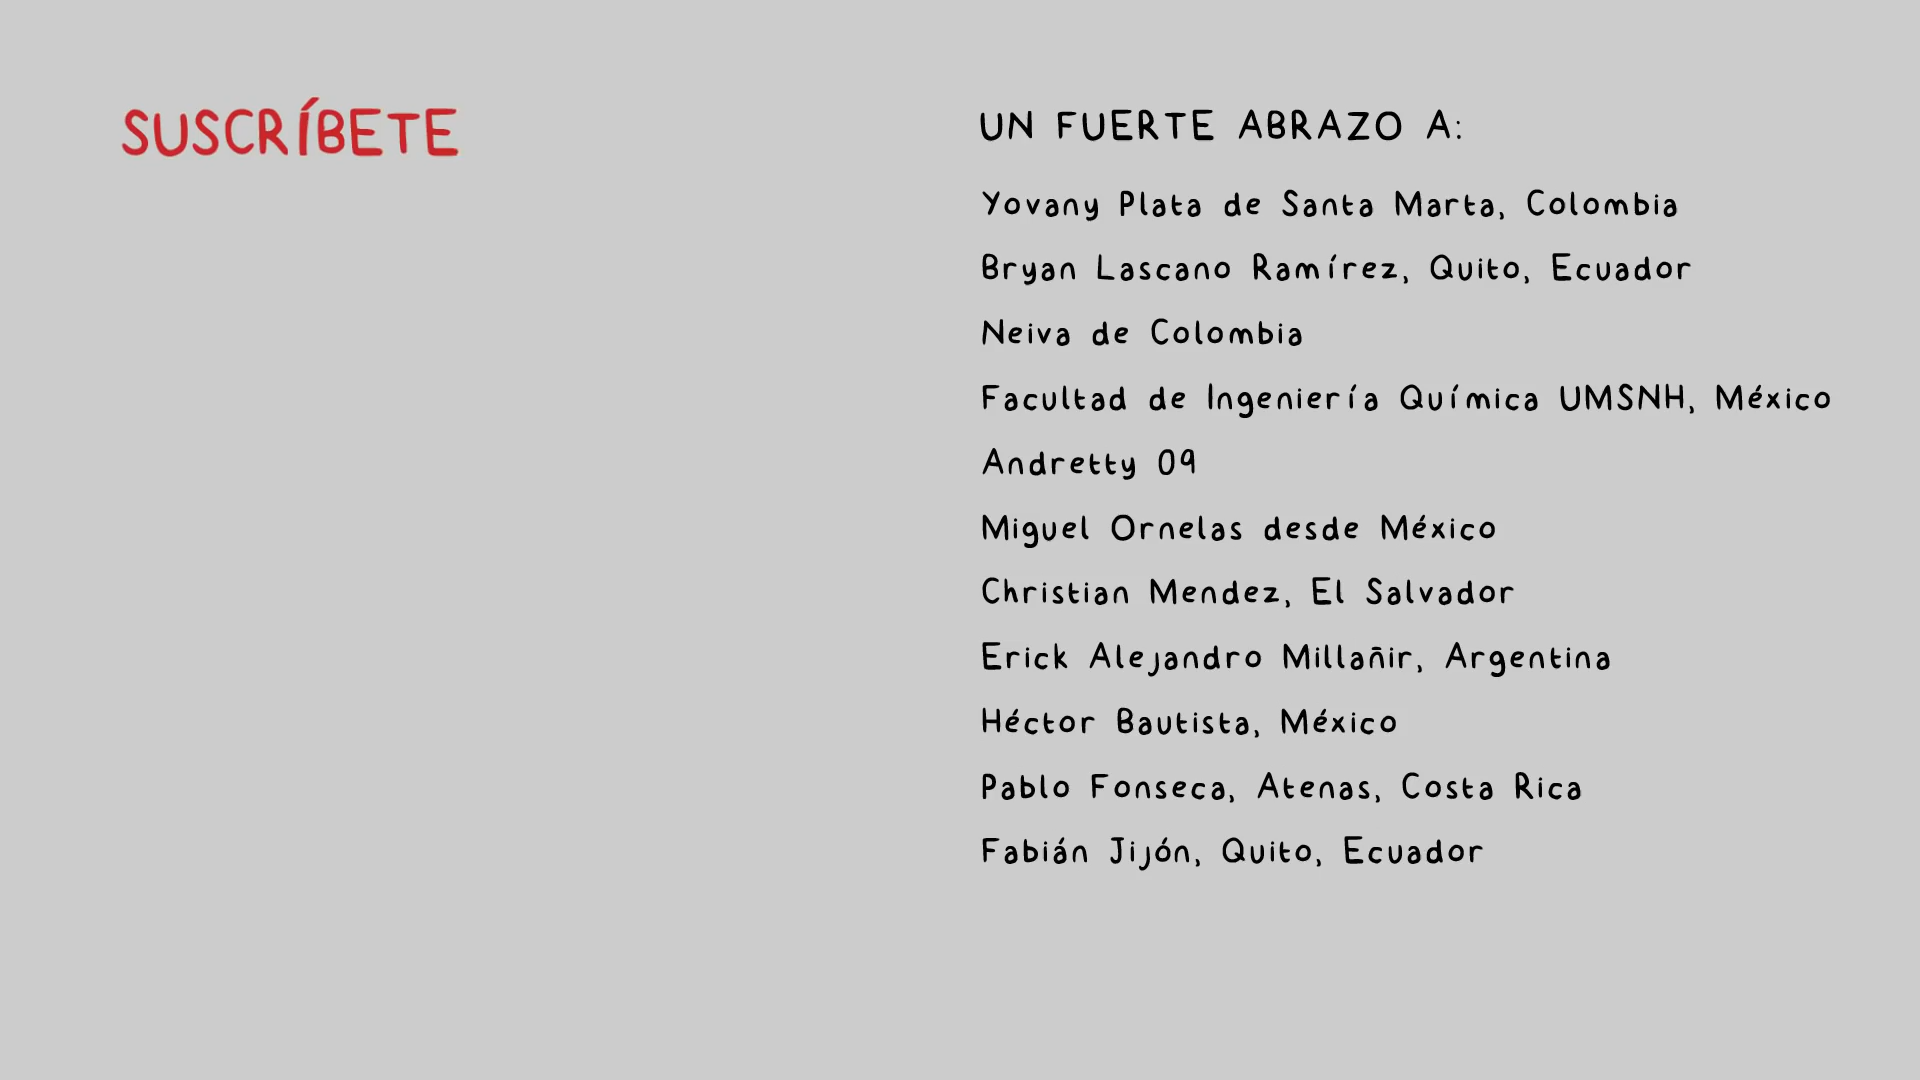 SUSCRÍBETE
UN FUERTE ABRAZO A:
Yovany Plata de Santa Marta, Colombia
Bryan Lascano Ramírez, Quito, Ecuador
Neiva de Colombia
Facultad de Ingeniería Química UMSNH, México
Andretty 09
Miguel Ornelas desde México
Christian Mendez, El Salvador
Erick Alejandro Millañir, Argentina
Héctor Bautista, México
Pablo Fonseca, Atenas, Costa Rica
Fabián Jijón, Quito, Ecuador